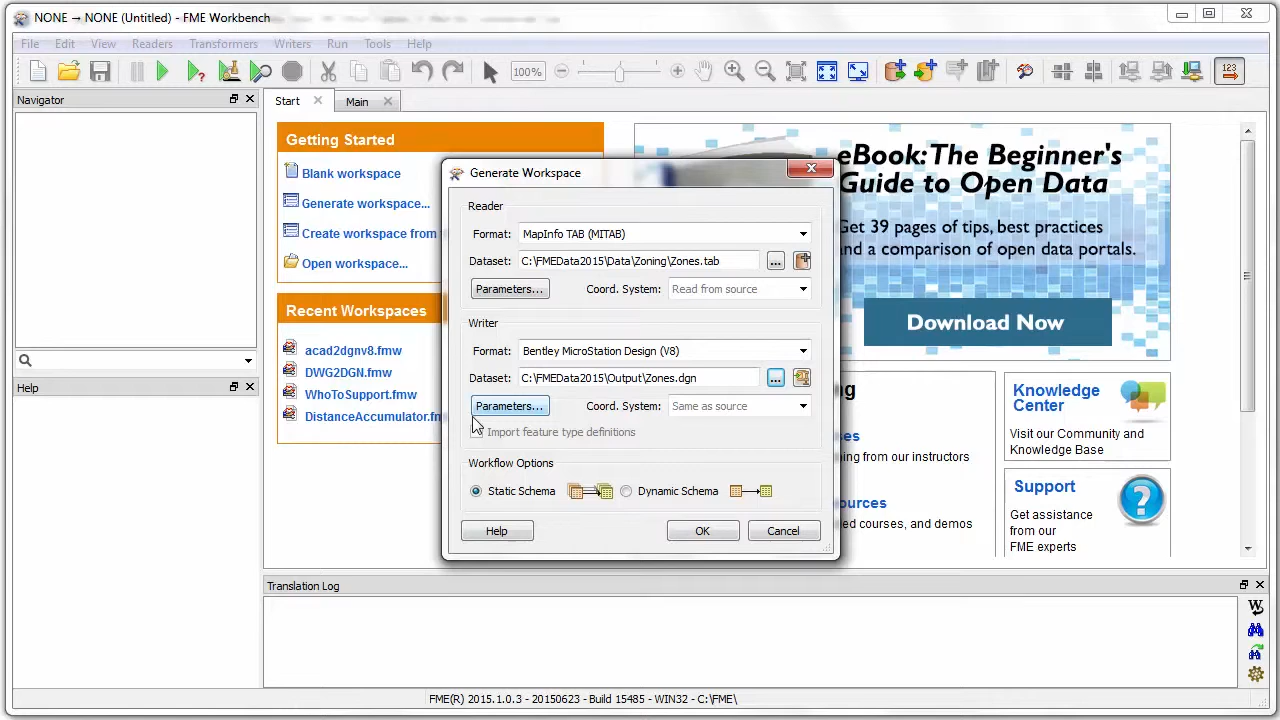 NONE → NONE (Untitled) - FME Workbench
File Edit View Readers Transformers Writers Run Tools Help
100%
123
Navigator
Start
Main
Getting Started
Blank workspace
Generate workspace...
Create workspace from
Open workspace...
Recent Workspaces
acad2dgnv8.fmw
DWG2DGN.fmw
WhoToSupport.fmw
DistanceAccumulator.fm
Help
Generate Workspace
Reader
Format: MapInfo TAB (MITAB)
Dataset: C:\FMEData2015\Data\Zoning\Zones.tab ...
Parameters... Coord. System: Read from source
Writer
Format: Bentley MicroStation Design (V8)
Dataset: C:\FMEData2015\Output\Zones.dgn ...
Parameters... Coord. System: Same as source
Import feature type definitions
Workflow Options
Static Schema Dynamic Schema
Help OK Cancel
eBook: The Beginner's
Guide to Open Data
Get 39 pages of tips, best practices
and a comparison of open data portals.
Download Now
ng
es
ning from our instructors
ources
ed courses, and demos
Knowledge
Center
Visit our Community and
Knowledge Base
Support
Get assistance
from our
FME experts
Translation Log
W
FME(R) 2015.1.0.3 - 20150623 - Build 15485 - WIN32 - C:\FME\